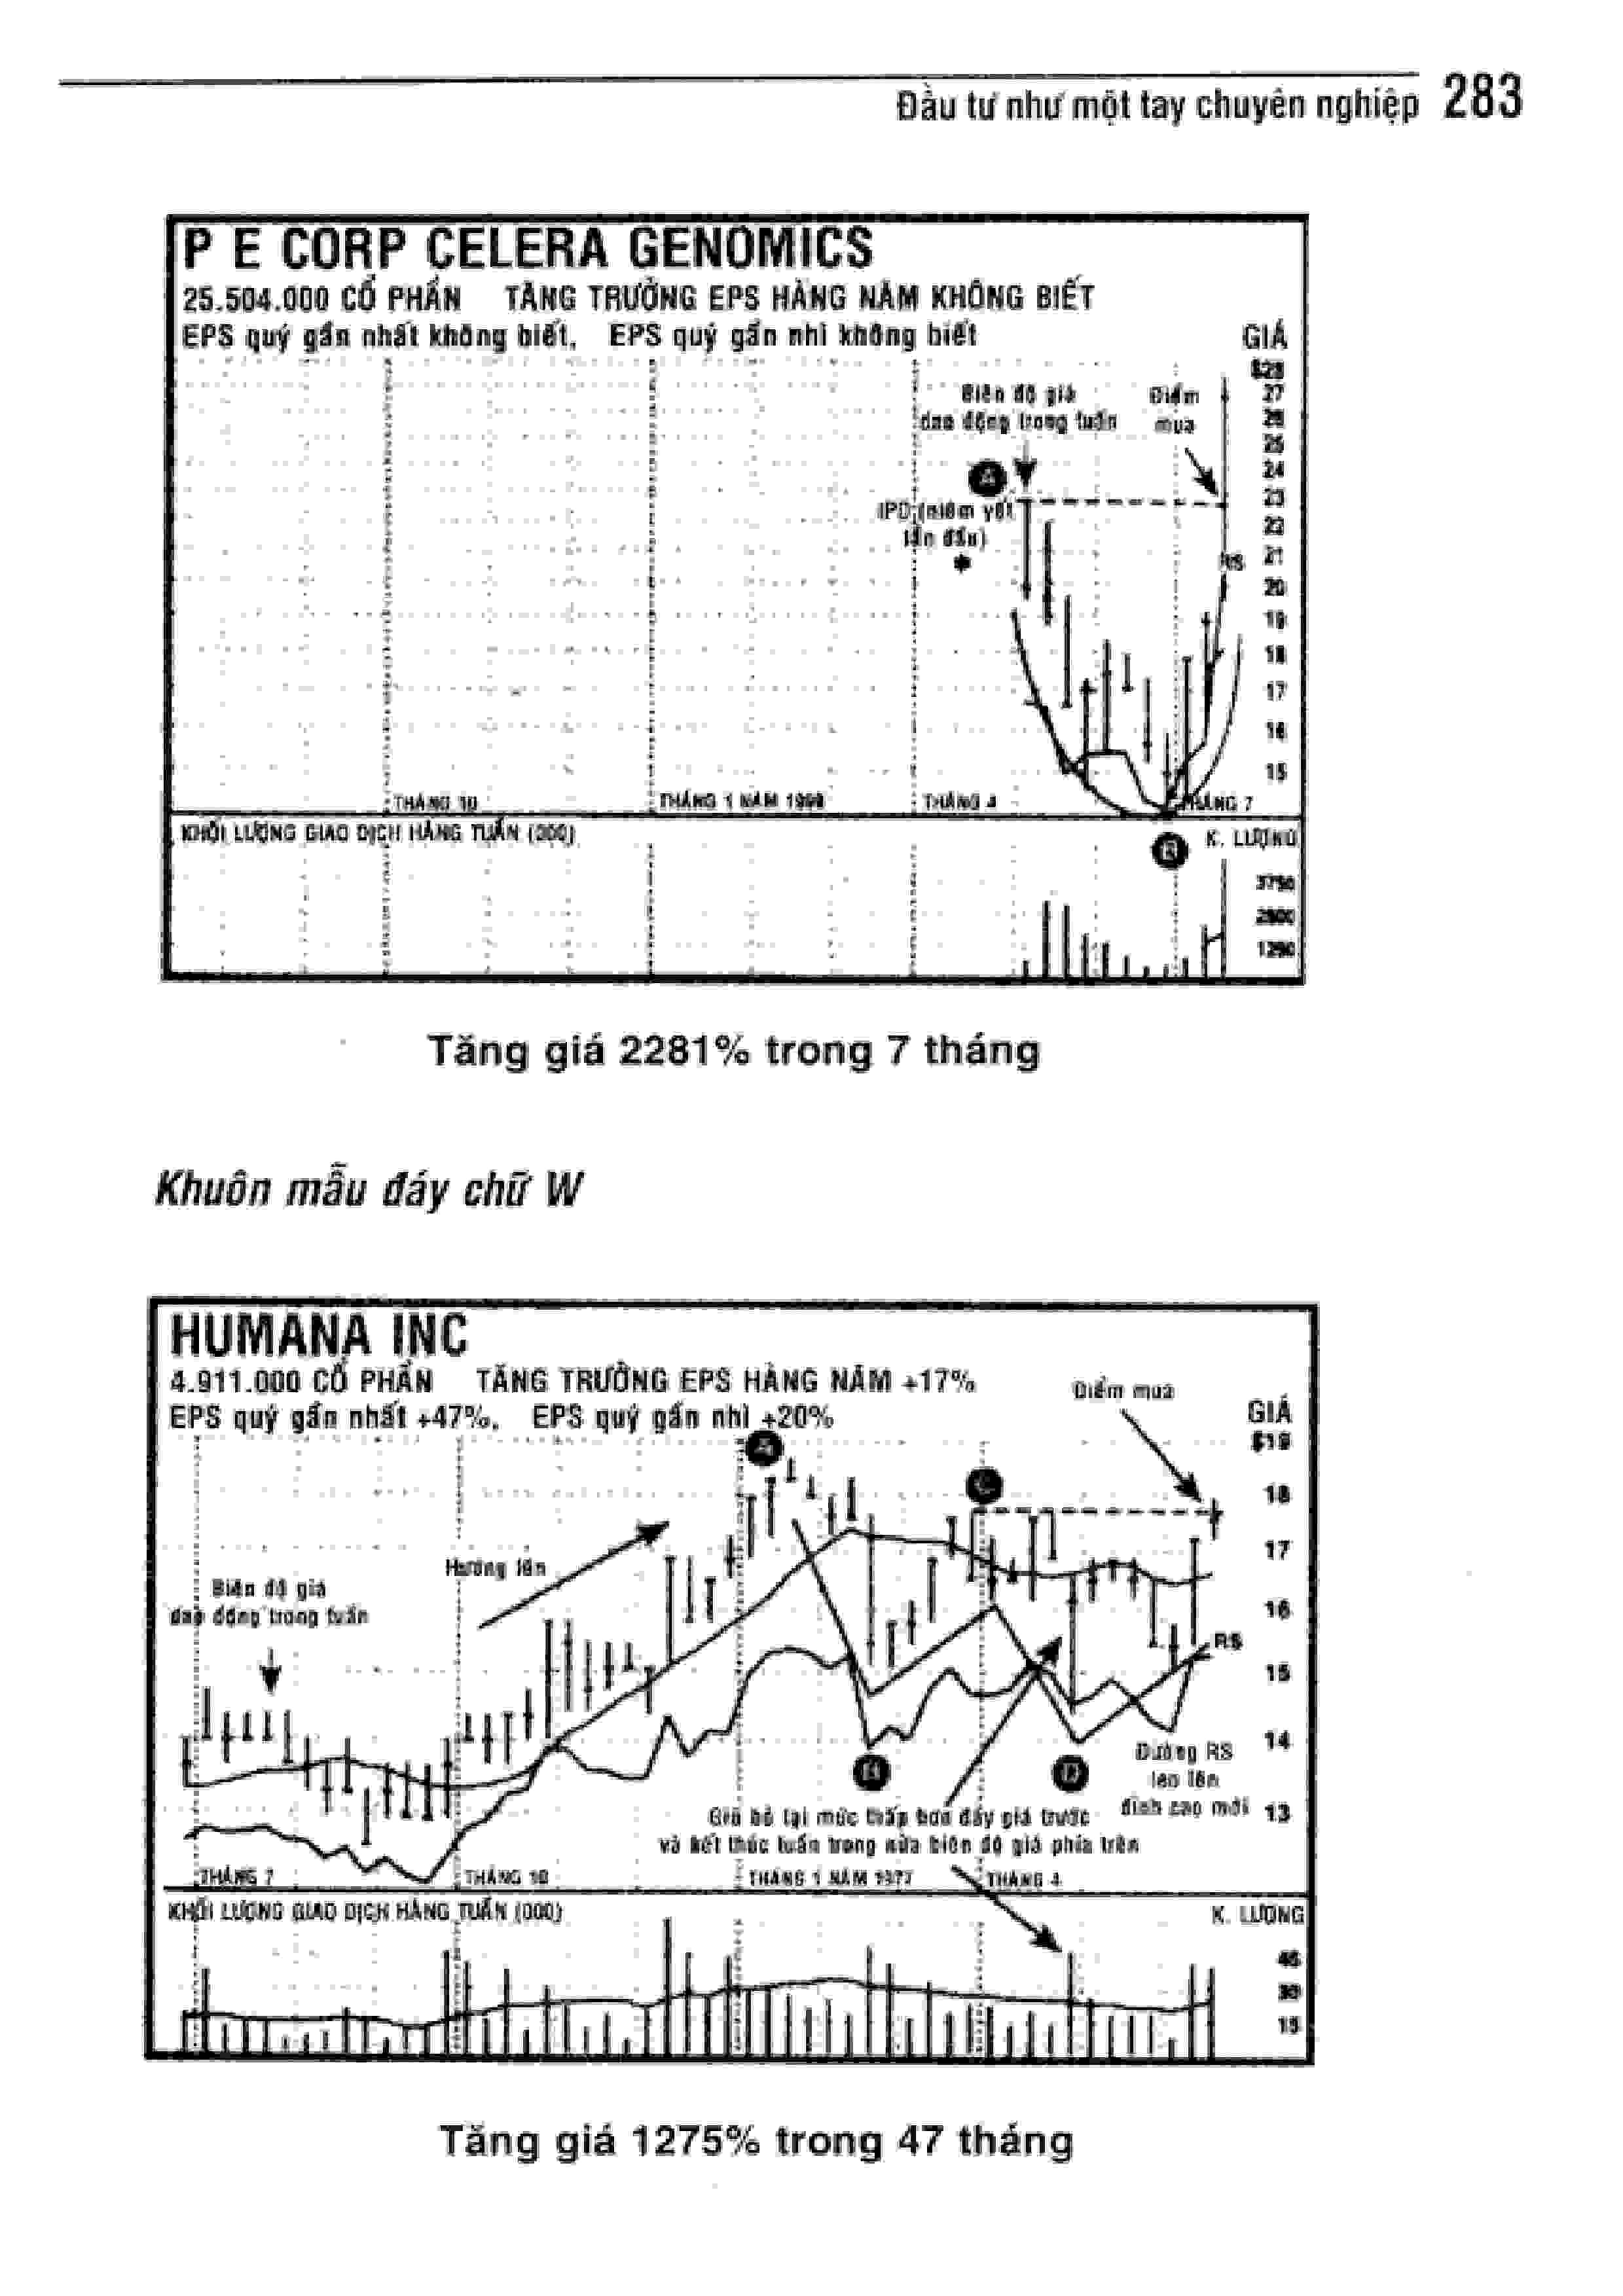 Đầu tư như một tay chuyên nghiệp 283
P E CORP CELERA GENOMICS
25.504.000 CỔ PHẦN TĂNG TRƯỞNG EPS HÀNG NĂM KHÔNG BIẾT
EPS quý gần nhất không biết, EPS quý gần nhì không biết
GIÁ
$28
27
26
25
24
23
22
21
20
19
18
17
16
15
Biên độ giá
dao động trong tuần
Điểm
mua
A
IPO (niêm yết
lần đầu)
RS
THÁNG 10
THÁNG 1 NĂM 1999
THÁNG 4
THÁNG 7
KHỐI LƯỢNG GIAO DỊCH HÀNG TUẦN (000)
B
K. LƯỢNG
3750
2500
1250
Tăng giá 2281% trong 7 tháng
Khuôn mẫu đáy chữ W
HUMANA INC
4.911.000 CỔ PHẦN TĂNG TRƯỞNG EPS HÀNG NĂM +17%
EPS quý gần nhất +47%, EPS quý gần nhì +20%
Điểm mua
GIÁ
$19
18
17
16
15
14
13
A
C
Hướng lên
Biên độ giá
dao động trong tuần
RS
B
D
Đường RS
leo lên
đỉnh cao mới
Giá bỏ lại mức thấp hơn đáy giá trước
và kết thúc tuần trong nửa biên độ giá phía trên
THÁNG 7
THÁNG 10
THÁNG 1 NĂM 1977
THÁNG 4
KHỐI LƯỢNG GIAO DỊCH HÀNG TUẦN (000)
K. LƯỢNG
45
30
15
Tăng giá 1275% trong 47 tháng